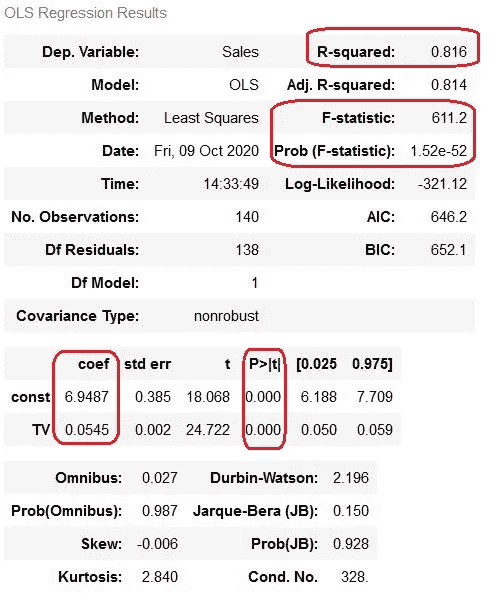 OLS Regression Results
Dep. Variable: Sales R-squared: 0.816
Model: OLS Adj. R-squared: 0.814
Method: Least Squares F-statistic: 611.2
Date: Fri, 09 Oct 2020 Prob (F-statistic): 1.52e-52
Time: 14:33:49 Log-Likelihood: -321.12
No. Observations: 140 AIC: 646.2
Df Residuals: 138 BIC: 652.1
Df Model: 1
Covariance Type: nonrobust
coef std err t P>|t| [0.025 0.975]
const 6.9487 0.385 18.068 0.000 6.188 7.709
TV 0.0545 0.002 24.722 0.000 0.050 0.059
Omnibus: 0.027 Durbin-Watson: 2.196
Prob(Omnibus): 0.987 Jarque-Bera (JB): 0.150
Skew: -0.006 Prob(JB): 0.928
Kurtosis: 2.840 Cond. No. 328.